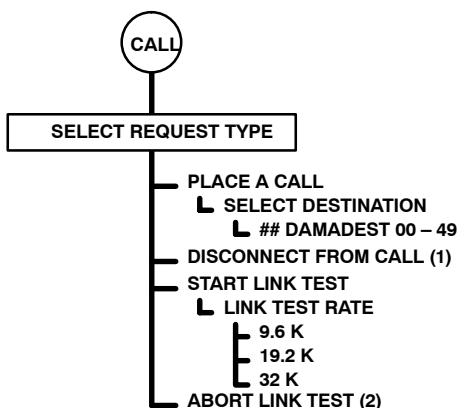 CALL
SELECT REQUEST TYPE
PLACE A CALL
SELECT DESTINATION
## DAMADEST 00 – 49
DISCONNECT FROM CALL (1)
START LINK TEST
LINK TEST RATE
9.6 K
19.2 K
32 K
ABORT LINK TEST (2)